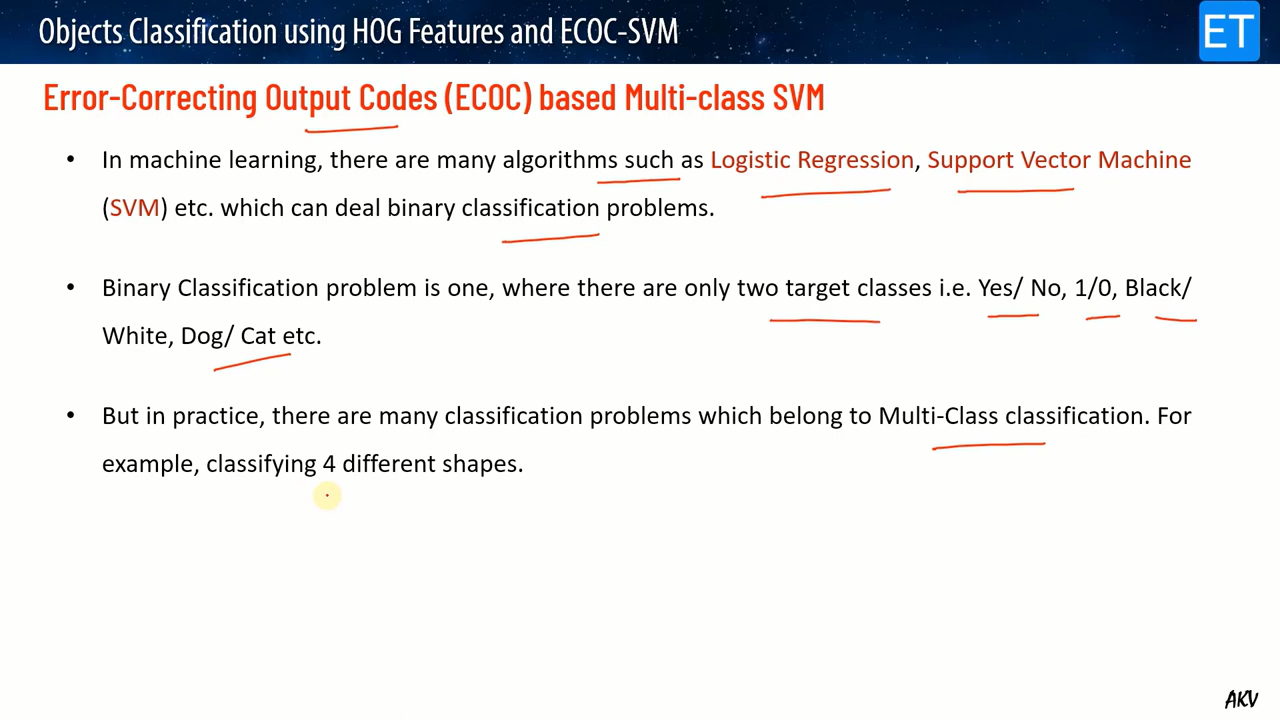 Objects Classification using HOG Features and ECOC-SVM
ET
Error-Correcting Output Codes (ECOC) based Multi-class SVM
• In machine learning, there are many algorithms such as Logistic Regression, Support Vector Machine
(SVM) etc. which can deal binary classification problems.
• Binary Classification problem is one, where there are only two target classes i.e. Yes/ No, 1/0, Black/
White, Dog/ Cat etc.
• But in practice, there are many classification problems which belong to Multi-Class classification. For
example, classifying 4 different shapes.
AKV